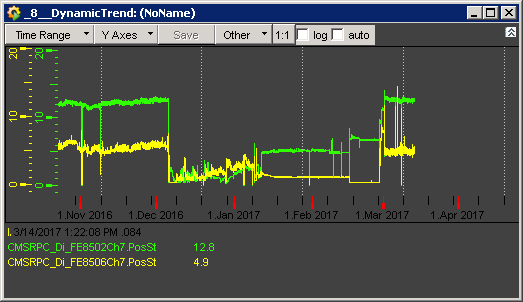 _8__DynamicTrend: (NoName)
Time Range Y Axes Save Other 1:1 log auto
20 20
10 10
0 0
1.Nov 2016 1.Dec 2016 1.Jan 2017 1.Feb 2017 1.Mar 2017 1.Apr 2017
3/14/2017 1:22:08 PM .084
CMSRPC_Di_FE8502Ch7.PosSt 12.8
CMSRPC_Di_FE8506Ch7.PosSt 4.9